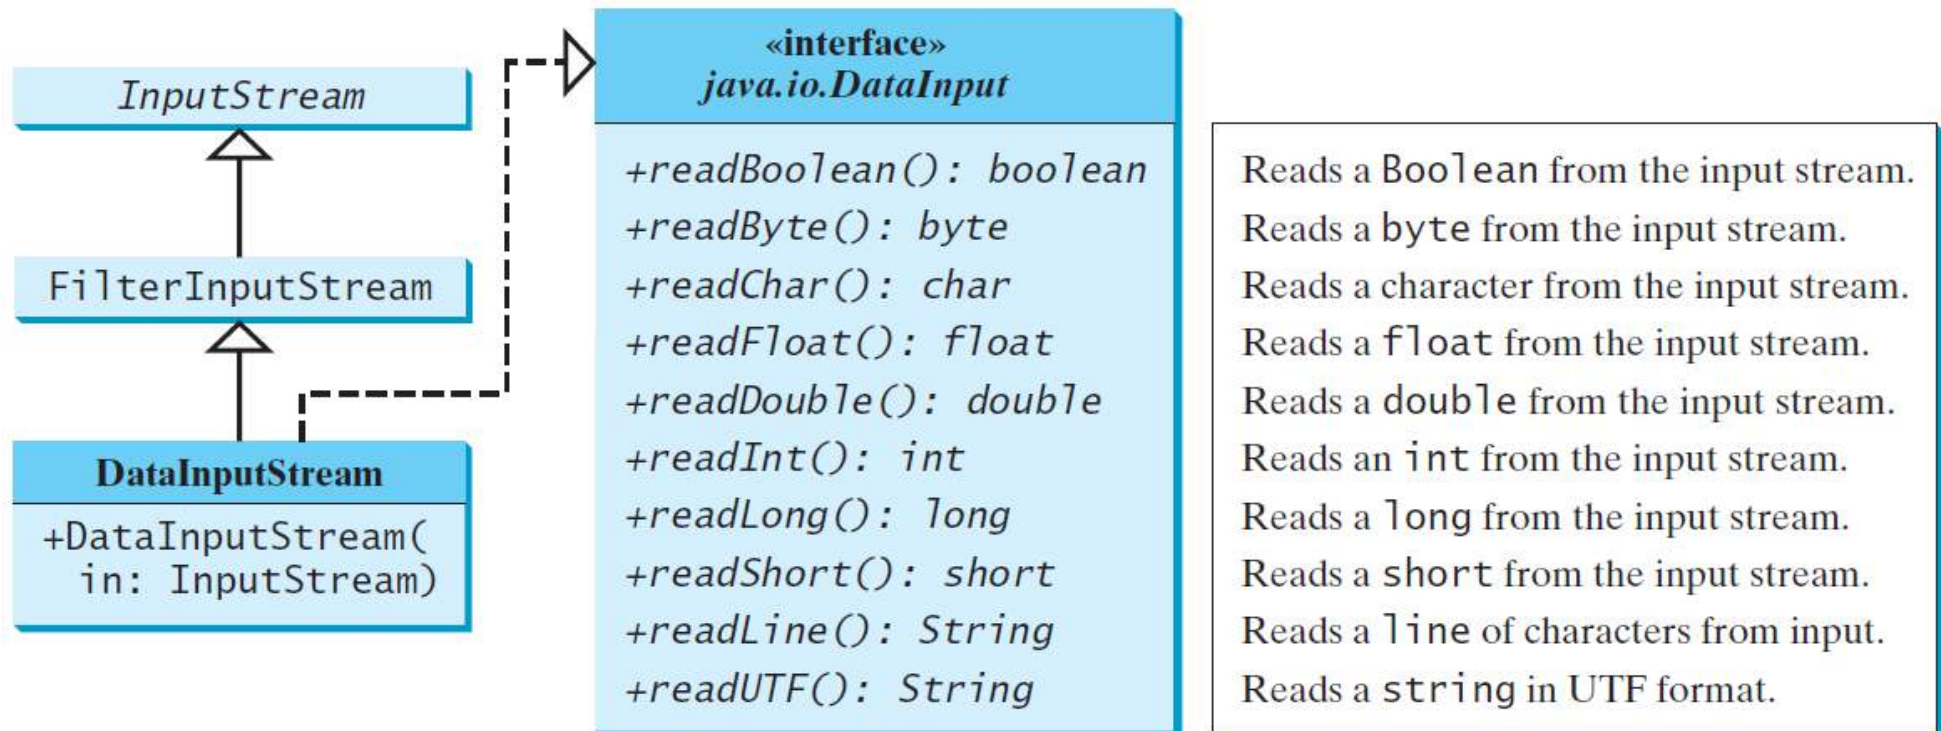 InputStream
FilterInputStream
DataInputStream
+DataInputStream(
in: InputStream)
«interface»
java.io.DataInput
+readBoolean(): boolean
+readByte(): byte
+readChar(): char
+readFloat(): float
+readDouble(): double
+readInt(): int
+readLong(): long
+readShort(): short
+readLine(): String
+readUTF(): String
Reads a Boolean from the input stream.
Reads a byte from the input stream.
Reads a character from the input stream.
Reads a float from the input stream.
Reads a double from the input stream.
Reads an int from the input stream.
Reads a long from the input stream.
Reads a short from the input stream.
Reads a line of characters from input.
Reads a string in UTF format.